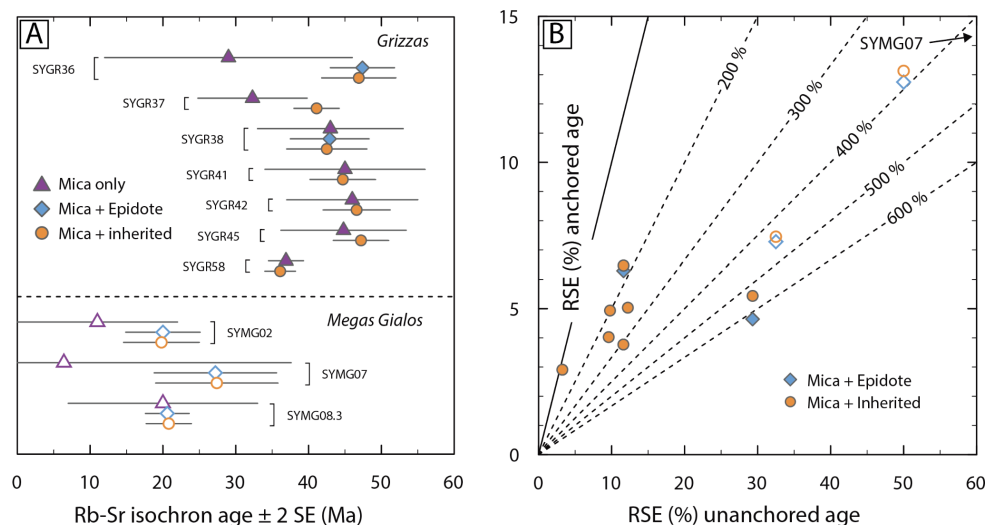 A
Grizzas
SYGR36
SYGR37
SYGR38
SYGR41
SYGR42
SYGR45
SYGR58
Mica only
Mica + Epidote
Mica + inherited
Megas Gialos
SYMG02
SYMG07
SYMG08.3
0 10 20 30 40 50 60
Rb-Sr isochron age ± 2 SE (Ma)
B
15
10
5
0
RSE (%) anchored age
SYMG07
200 %
300 %
400 %
500 %
600 %
Mica + Epidote
Mica + Inherited
0 10 20 30 40 50 60
RSE (%) unanchored age